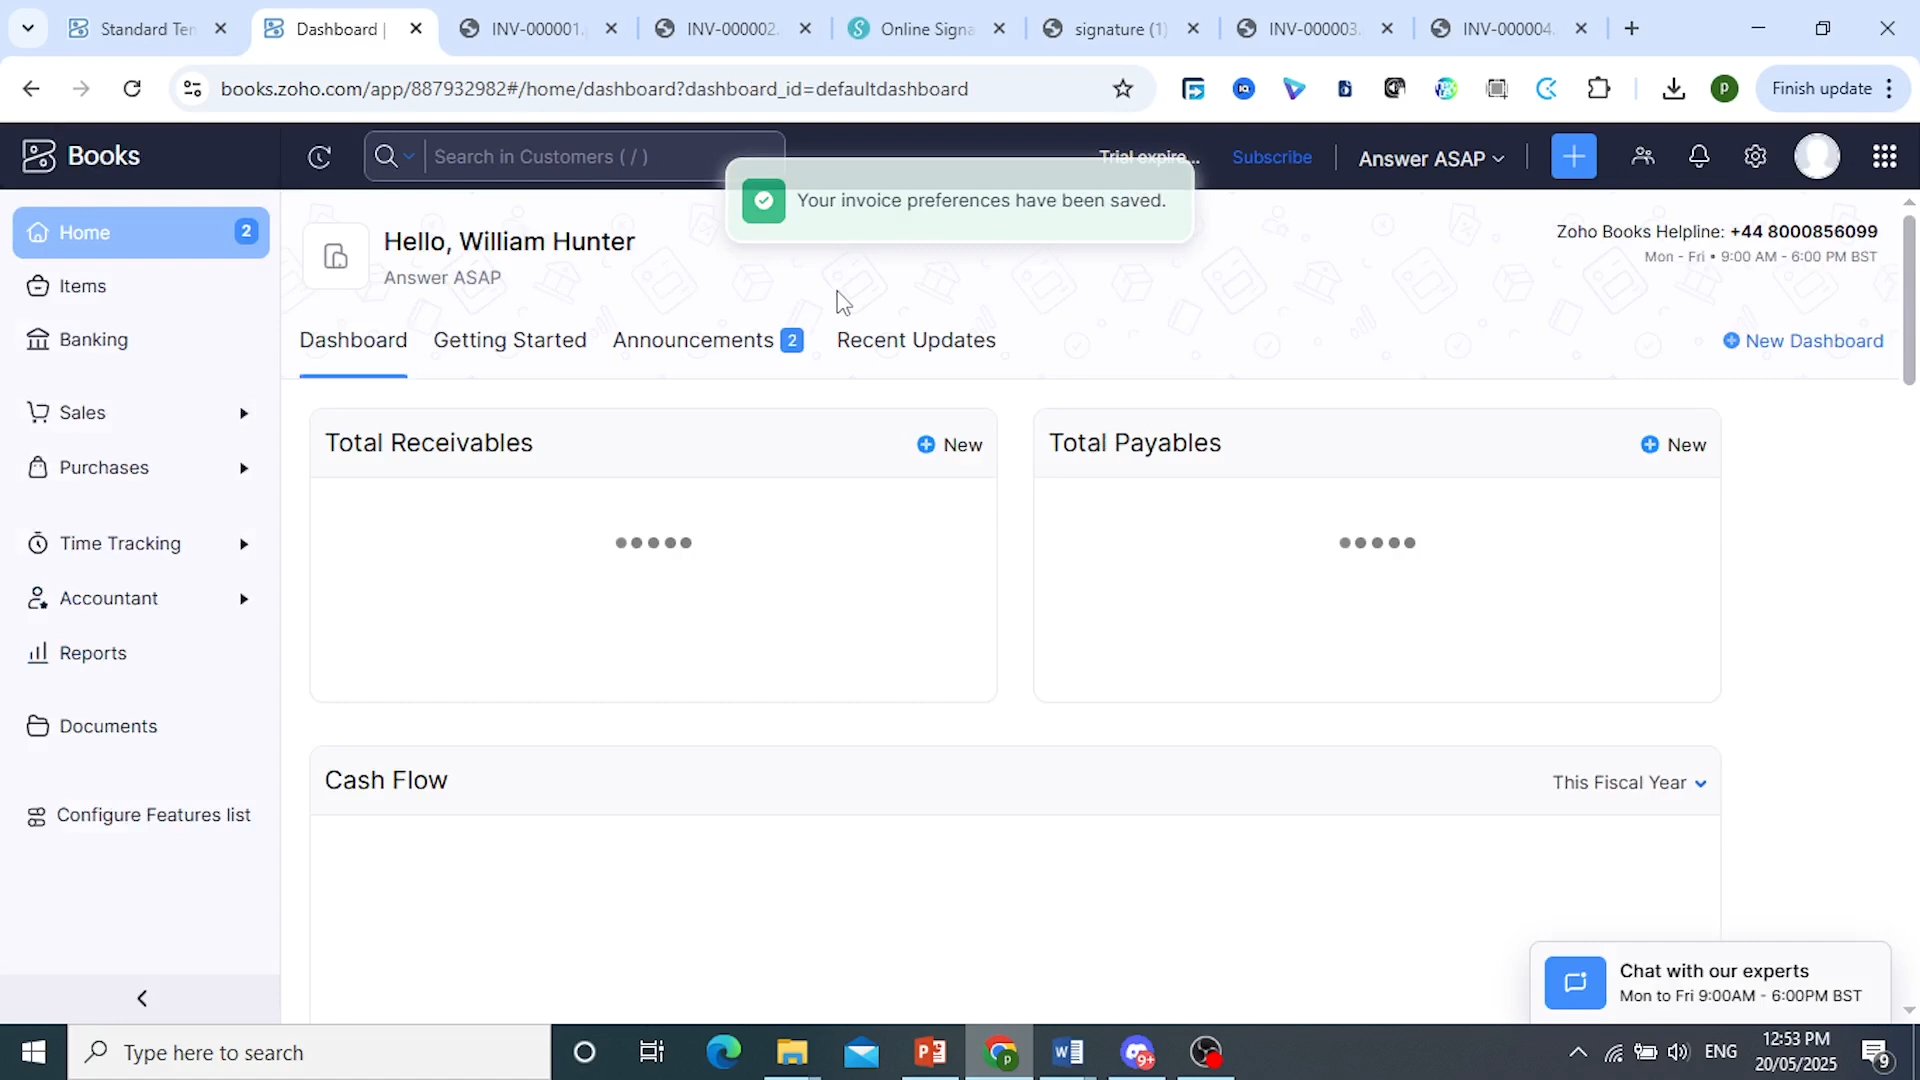 Standard Ten
Dashboard |
INV-000001.
INV-000002.
Online Signa
signature (1)
INV-000003.
INV-000004.
books.zoho.com/app/887932982#/home/dashboard?dashboard_id=defaultdashboard
Finish update
Books
Search in Customers ( / )
Trial expire...
Subscribe
Answer ASAP
Your invoice preferences have been saved.
Home
2
Items
Banking
Sales
Purchases
Time Tracking
Accountant
Reports
Documents
Configure Features list
Hello, William Hunter
Answer ASAP
Zoho Books Helpline: +44 8000856099
Mon - Fri • 9:00 AM - 6:00 PM BST
Dashboard
Getting Started
Announcements 2
Recent Updates
New Dashboard
Total Receivables
New
Total Payables
New
Cash Flow
This Fiscal Year
Chat with our experts
Mon to Fri 9:00AM - 6:00PM BST
Type here to search
9+
ENG
12:53 PM
20/05/2025
9